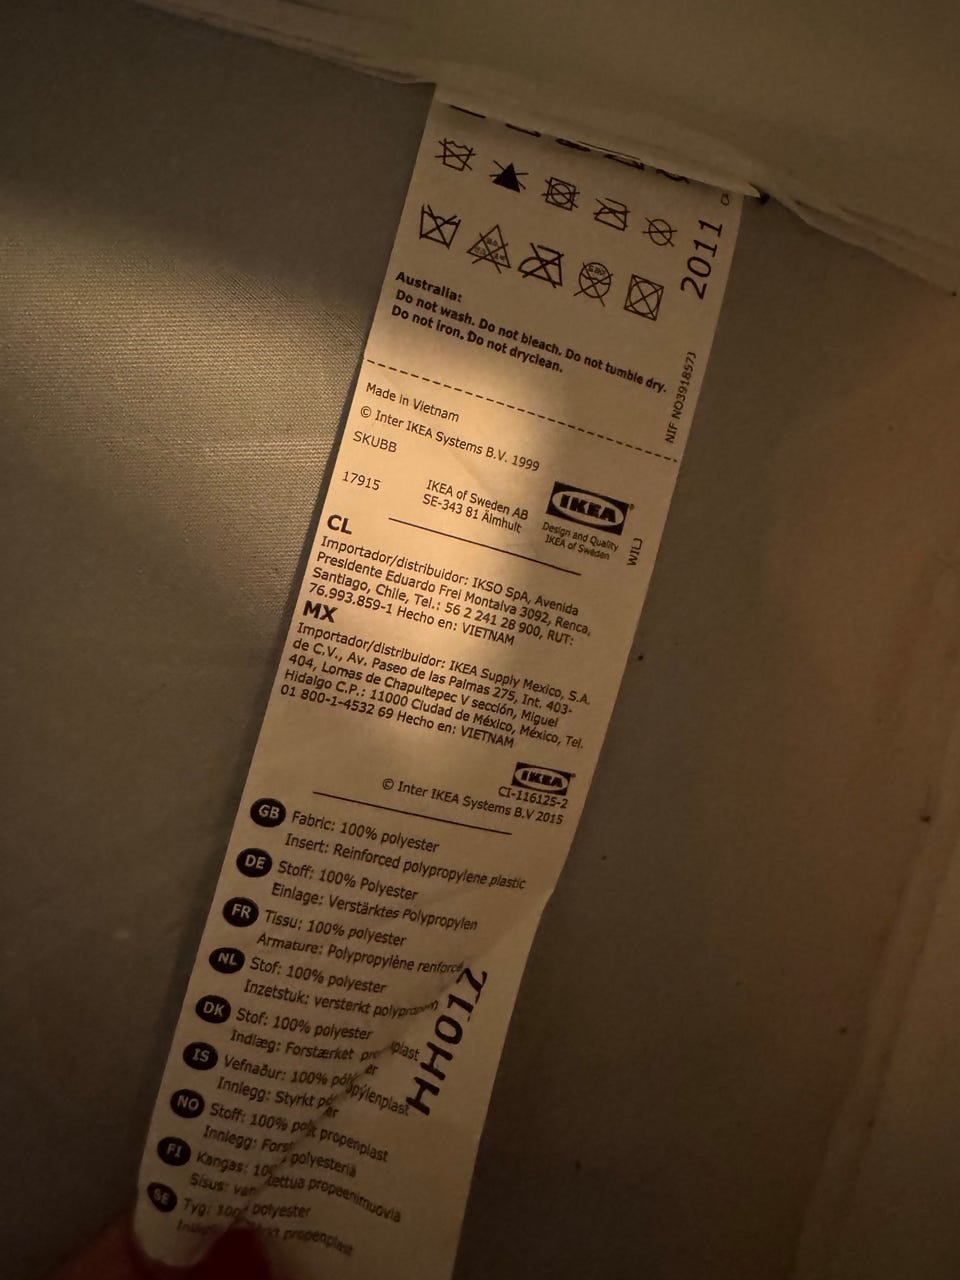 2011
Australia:
Do not wash. Do not bleach. Do not tumble dry.
Do not iron. Do not dryclean.
NIF NO391857J
Made in Vietnam
© Inter IKEA Systems B.V. 1999
SKUBB
17915
IKEA of Sweden AB
SE-343 81 Älmhult
IKEA®
Design and Quality
IKEA of Sweden
WILJ
CL
Importador/distribuidor: IKSO SpA, Avenida
Presidente Eduardo Frei Montalva 3092, Renca,
Santiago, Chile, Tel.: 56 2 241 28 900, RUT:
76.993.859-1 Hecho en: VIETNAM
MX
Importador/distribuidor: IKEA Supply Mexico, S.A.
de C.V., Av. Paseo de las Palmas 275, Int. 403-
404, Lomas de Chapultepec V sección, Miguel
Hidalgo C.P.: 11000 Ciudad de México, México, Tel.
01 800-1-4532 69 Hecho en: VIETNAM
IKEA
CI-116125-2
© Inter IKEA Systems B.V 2015
GB Fabric: 100% polyester
Insert: Reinforced polypropylene plastic
DE Stoff: 100% Polyester
Einlage: Verstärktes Polypropylen
FR Tissu: 100% polyester
Armature: Polypropylène renforcé
NL Stof: 100% polyester
Inzetstuk: versterkt
DK Stof: 100% polyester
Indlæg: Forstærket
IS Vefnaður: 100%
Innlegg: Styrkt
NO Stoff: 100%
Innlegg:
FI Kangas:
Sisus:
SE Tyg: polyester
propenplast
HH017